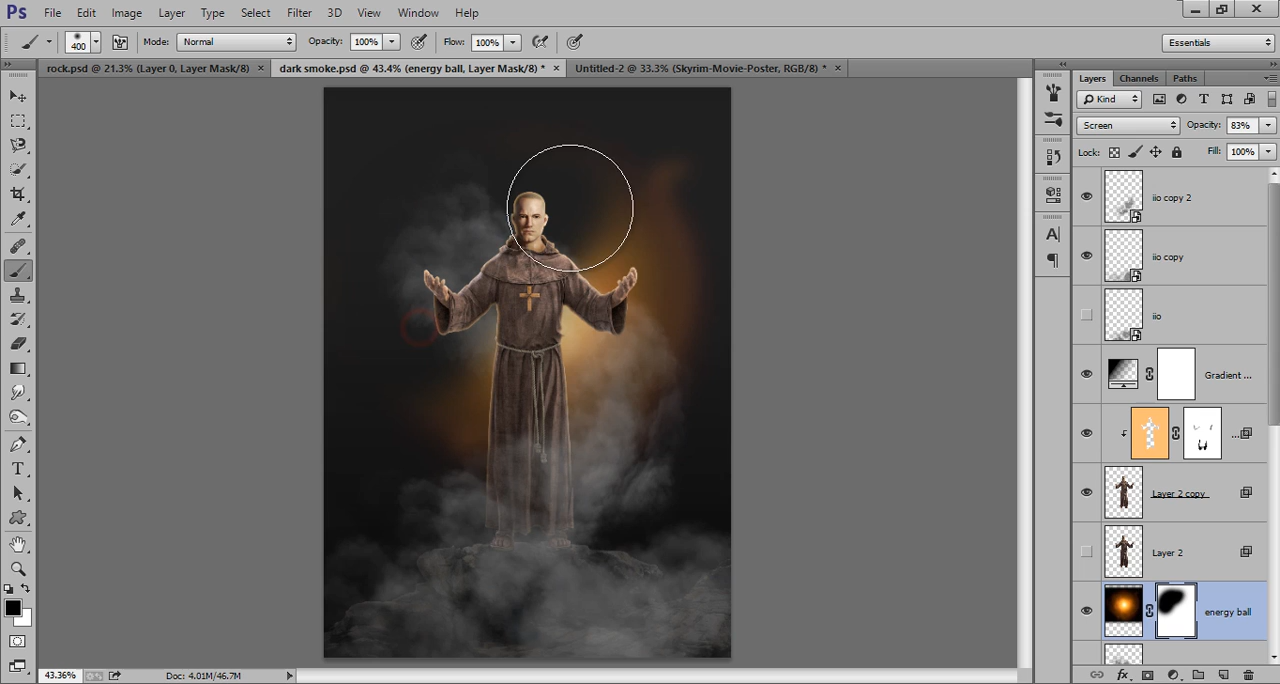 Ps File Edit Image Layer Type Select Filter 3D View Window Help
400 Mode: Normal Opacity: 100% Flow: 100% Essentials
rock.psd @ 21.3% (Layer 0, Layer Mask/8) × dark smoke.psd @ 43.4% (energy ball, Layer Mask/8) * × Untitled-2 @ 33.3% (Skyrim-Movie-Poster, RGB/8) * ×
Layers Channels Paths
Kind
Screen Opacity: 83%
Lock: Fill: 100%
iio copy 2
iio copy
iio
Gradient ...
...
Layer 2 copy
Layer 2
energy ball
43.36% Doc: 4.01M/46.7M